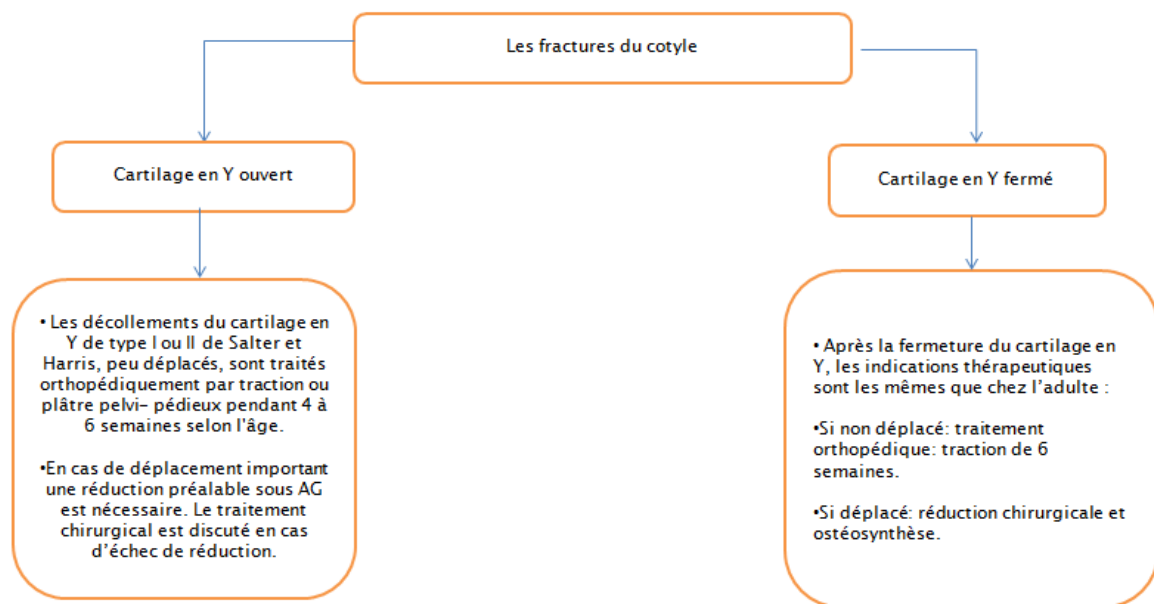 Les fractures du cotyle
Cartilage en Y ouvert
Cartilage en Y fermé
• Les décollements du cartilage en
Y de type I ou II de Salter et
Harris, peu déplacés, sont traités
orthopédiquement par traction ou
plâtre pelvi- pédieux pendant 4 à
6 semaines selon l'âge.
•En cas de déplacement important
une réduction préalable sous AG
est nécessaire. Le traitement
chirurgical est discuté en cas
d'échec de réduction.
• Après la fermeture du cartilage en
Y, les indications thérapeutiques
sont les mêmes que chez l'adulte :
•Si non déplacé: traitement
orthopédique: traction de 6
semaines.
•Si déplacé: réduction chirurgicale et
ostéosynthèse.